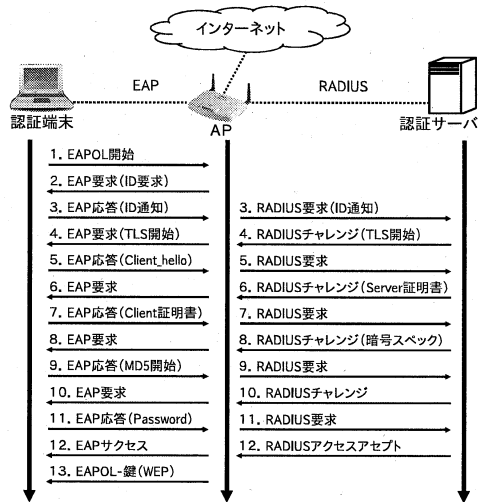 インターネット
EAP
RADIUS
認証端末
AP
認証サーバ
1. EAPOL開始
2. EAP要求(ID要求)
3. EAP応答(ID通知)
3. RADIUS要求(ID通知)
4. EAP要求(TLS開始)
4. RADIUSチャレンジ(TLS開始)
5. EAP応答(Client_hello)
5. RADIUS要求
6. EAP要求
6. RADIUSチャレンジ(Server証明書)
7. EAP応答(Client証明書)
7. RADIUS要求
8. EAP要求
8. RADIUSチャレンジ(暗号スペック)
9. EAP応答(MD5開始)
9. RADIUS要求
10. EAP要求
10. RADIUSチャレンジ
11. EAP応答(Password)
11. RADIUS要求
12. EAPサクセス
12. RADIUSアクセスアセプト
13. EAPOL-鍵(WEP)